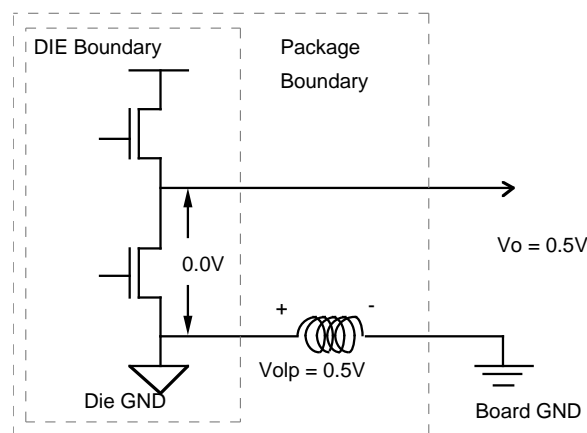 DIE Boundary
Package
Boundary
Vo = 0.5V
0.0V
+
-
Volp = 0.5V
Die GND
Board GND